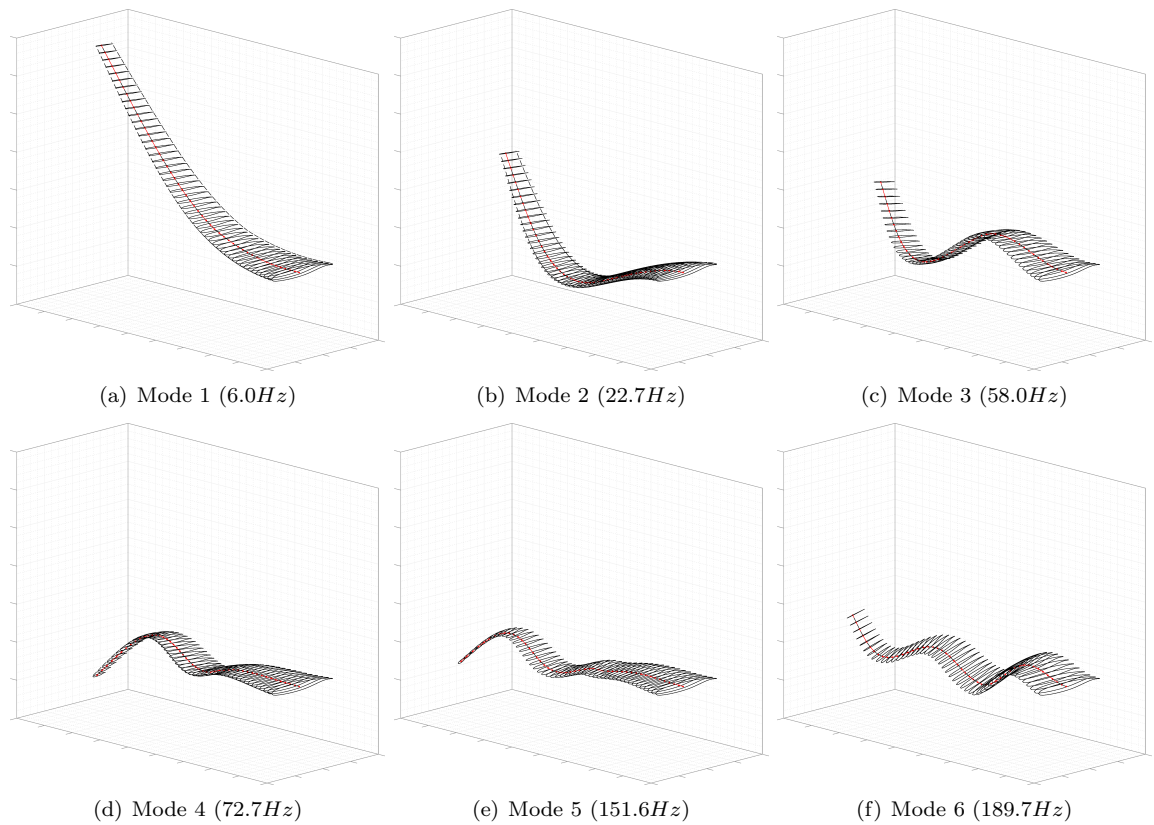 (a) Mode 1 (6.0Hz)
(b) Mode 2 (22.7Hz)
(c) Mode 3 (58.0Hz)
(d) Mode 4 (72.7Hz)
(e) Mode 5 (151.6Hz)
(f) Mode 6 (189.7Hz)